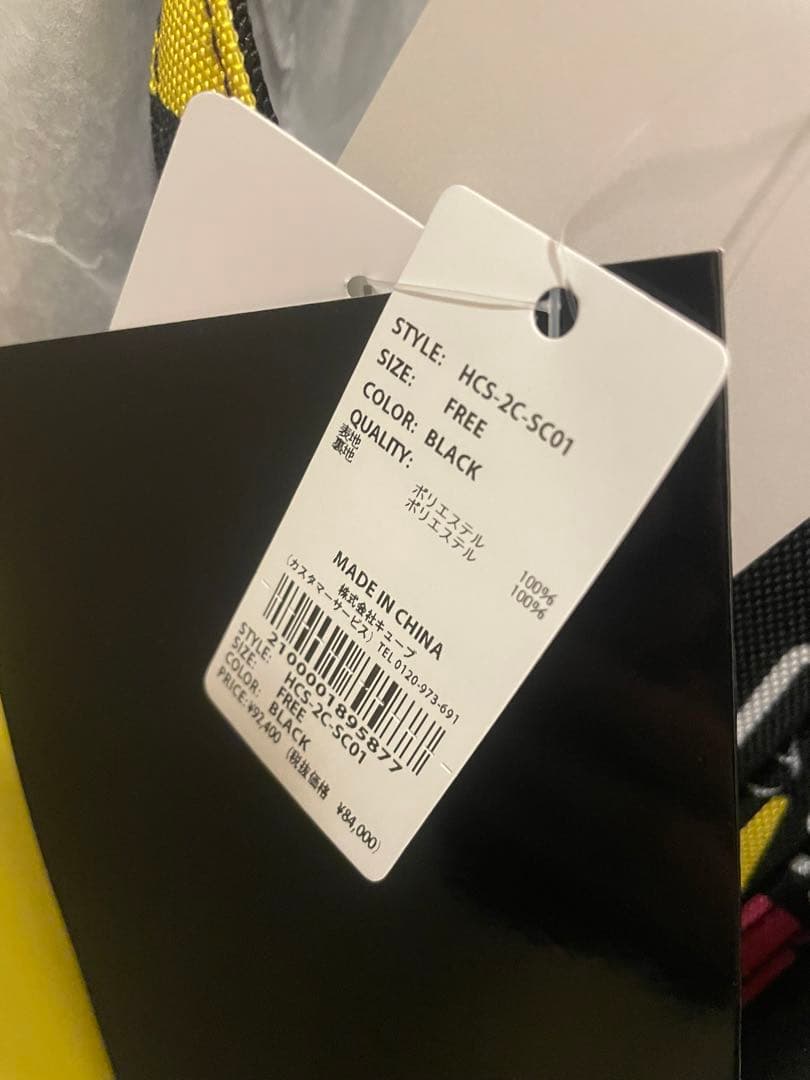 STYLE: HCS-2C-SC01
SIZE: FREE
COLOR: BLACK
QUALITY:
表地 ポリエステル 100%
裏地 ポリエステル 100%
MADE IN CHINA
株式会社キューブ
(カスタマーサービス) TEL 0120-973-691
2100001895877
STYLE: HCS-2C-SC01
SIZE: FREE
COLOR: BLACK
PRICE: ¥92,400 (税抜価格 ¥84,000)